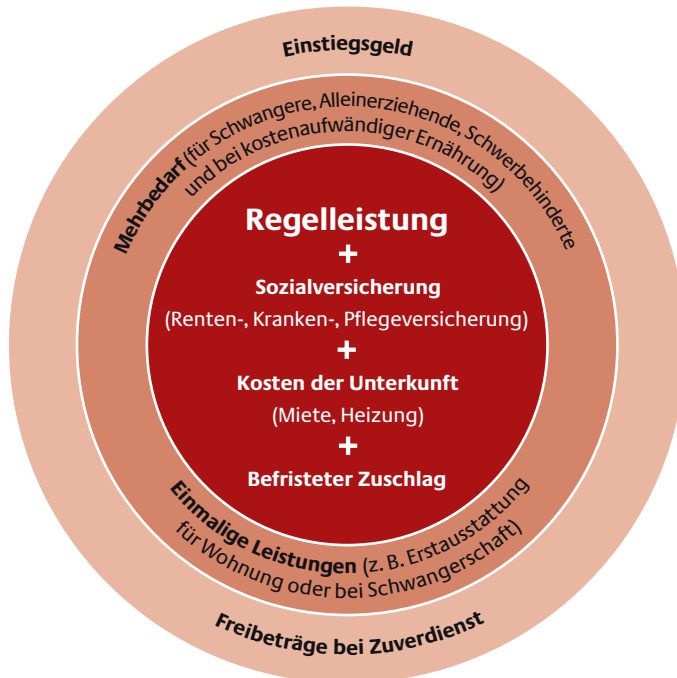 Einstiegsgeld
Mehrbedarf (für Schwangere, Alleinerziehende, Schwerbehinderte
und bei kostenaufwändiger Ernährung)
Regelleistung
+
Sozialversicherung
(Renten-, Kranken-, Pflegeversicherung)
+
Kosten der Unterkunft
(Miete, Heizung)
+
Befristeter Zuschlag
Einmalige Leistungen (z. B. Erstausstattung
für Wohnung oder bei Schwangerschaft)
Freibeträge bei Zuverdienst